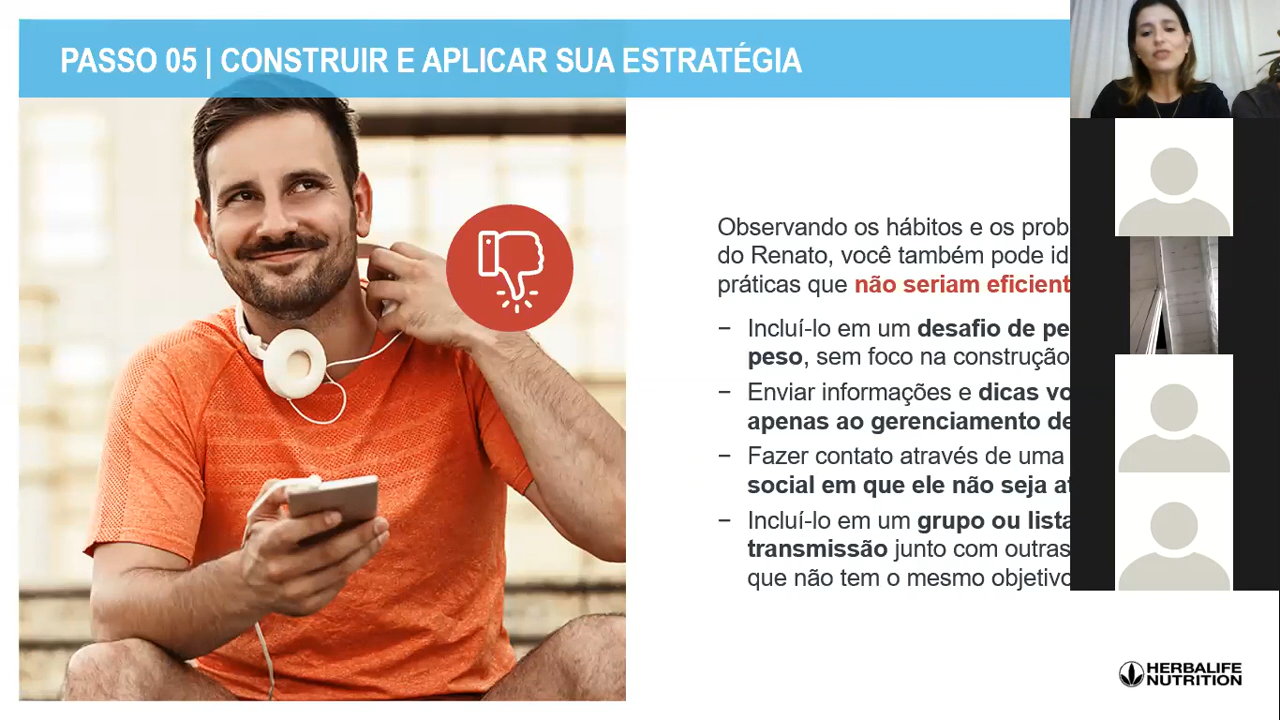 PASSO 05 | CONSTRUIR E APLICAR SUA ESTRATÉGIA
Observando os hábitos e os prob
do Renato, você também pode id
práticas que não seriam eficient
– Incluí-lo em um desafio de pe
peso, sem foco na construção
– Enviar informações e dicas vo
apenas ao gerenciamento de
– Fazer contato através de uma
social em que ele não seja at
– Incluí-lo em um grupo ou lista
transmissão junto com outras
que não tem o mesmo objetivo
HERBALIFE
NUTRITION